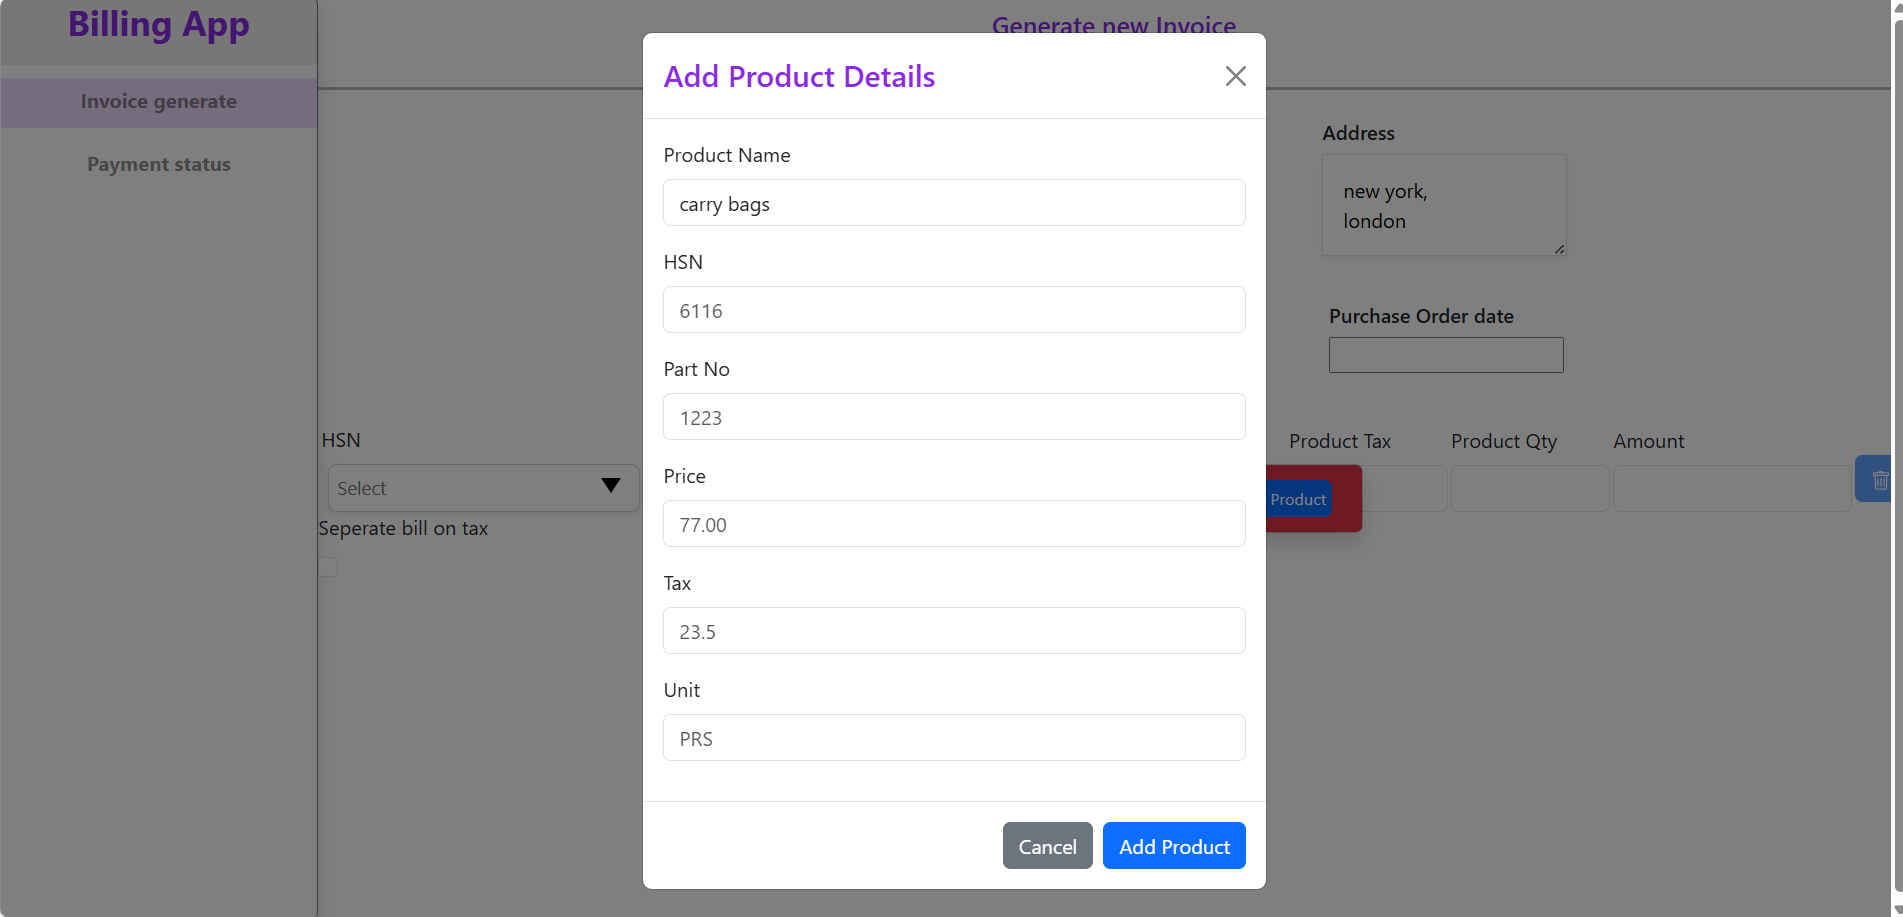 Billing App
Invoice generate
Payment status
Generate new Invoice
Address
new york,
london
Purchase Order date
HSN
Select
Seperate bill on tax
Product Tax
Product Qty
Amount
Product
Add Product Details
Product Name
carry bags
HSN
6116
Part No
1223
Price
77.00
Tax
23.5
Unit
PRS
Cancel
Add Product